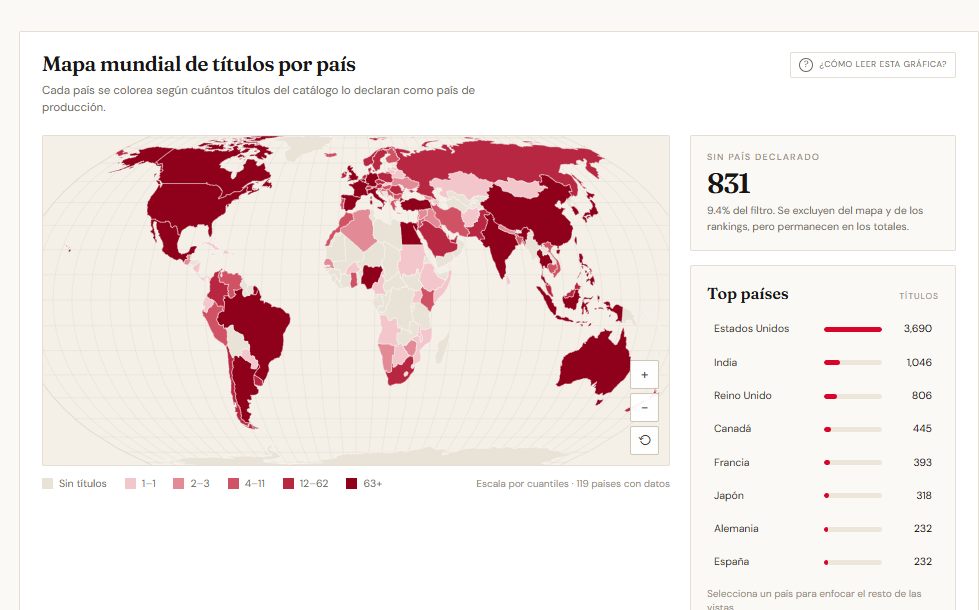 Mapa mundial de títulos por país
Cada país se colorea según cuántos títulos del catálogo lo declaran como país de
producción.
? ¿CÓMO LEER ESTA GRÁFICA?
SIN PAÍS DECLARADO
831
9.4% del filtro. Se excluyen del mapa y de los
rankings, pero permanecen en los totales.
Top países TÍTULOS
Estados Unidos 3,690
India 1,046
Reino Unido 806
Canadá 445
Francia 393
Japón 318
Alemania 232
España 232
Selecciona un país para enfocar el resto de las
vistas.
+
−
Sin títulos 1–1 2–3 4–11 12–62 63+
Escala por cuantiles · 119 países con datos